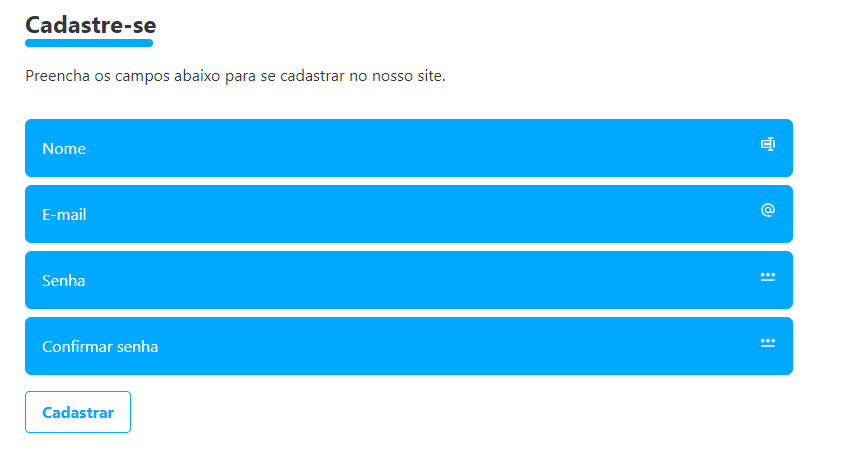 Cadastre-se
Preencha os campos abaixo para se cadastrar no nosso site.
Nome
E-mail
Senha
Confirmar senha
Cadastrar